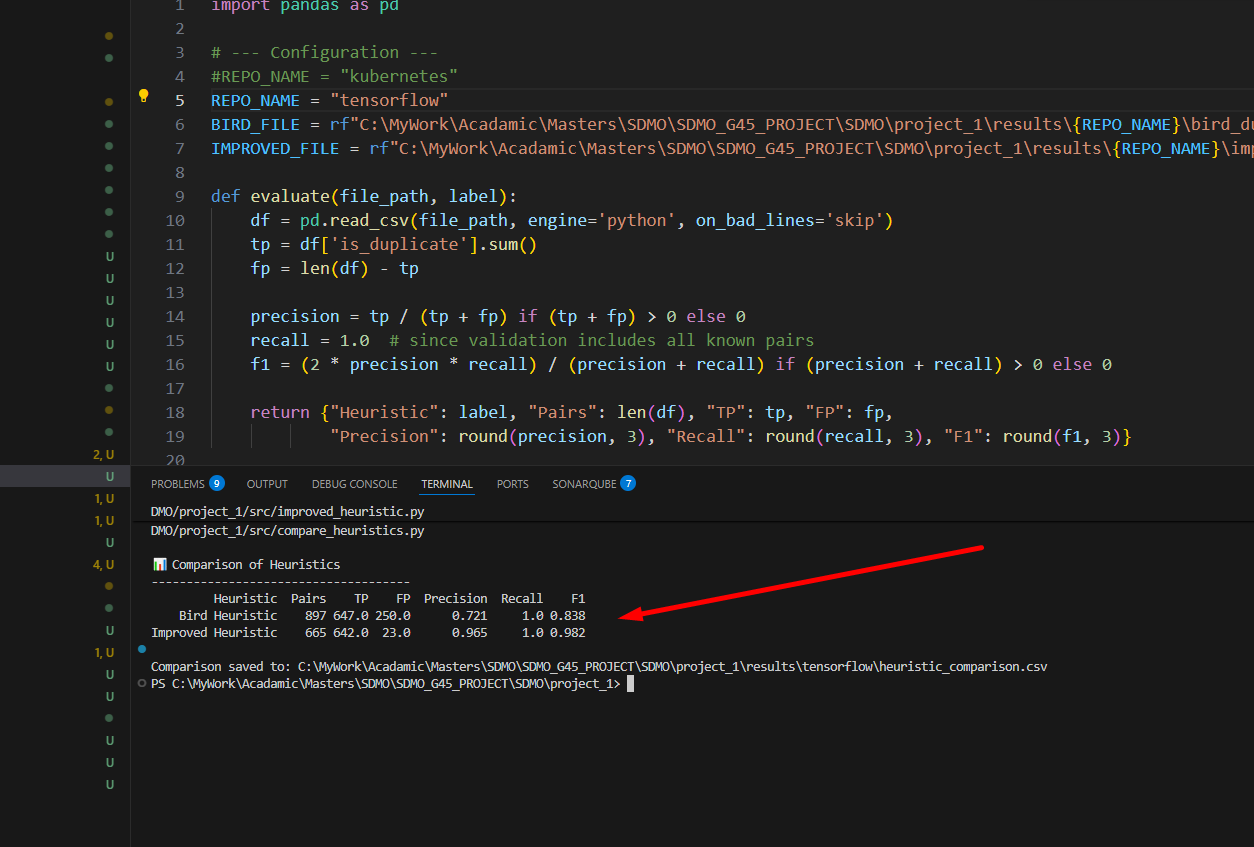 1 import pandas as pd
2
3 # --- Configuration ---
4 #REPO_NAME = "kubernetes"
5 REPO_NAME = "tensorflow"
6 BIRD_FILE = rf"C:\MyWork\Acadamic\Masters\SDMO\SDMO_G45_PROJECT\SDMO\project_1\results\{REPO_NAME}\bird_du
7 IMPROVED_FILE = rf"C:\MyWork\Acadamic\Masters\SDMO\SDMO_G45_PROJECT\SDMO\project_1\results\{REPO_NAME}\imp
8
9 def evaluate(file_path, label):
10 df = pd.read_csv(file_path, engine='python', on_bad_lines='skip')
11 tp = df['is_duplicate'].sum()
12 fp = len(df) - tp
13
14 precision = tp / (tp + fp) if (tp + fp) > 0 else 0
15 recall = 1.0  # since validation includes all known pairs
16 f1 = (2 * precision * recall) / (precision + recall) if (precision + recall) > 0 else 0
17
18 return {"Heuristic": label, "Pairs": len(df), "TP": tp, "FP": fp,
19 "Precision": round(precision, 3), "Recall": round(recall, 3), "F1": round(f1, 3)}
20
U
U
U
U
U
U
2, U
U
1, U
1, U
U
4, U
U
1, U
U
U
U
U
U
PROBLEMS 9 OUTPUT DEBUG CONSOLE TERMINAL PORTS SONARQUBE 7
DMO/project_1/src/improved_heuristic.py
DMO/project_1/src/compare_heuristics.py
📊 Comparison of Heuristics
-------------------------------------
Heuristic Pairs TP FP Precision Recall F1
Bird Heuristic 897 647.0 250.0 0.721 1.0 0.838
Improved Heuristic 665 642.0 23.0 0.965 1.0 0.982
Comparison saved to: C:\MyWork\Acadamic\Masters\SDMO\SDMO_G45_PROJECT\SDMO\project_1\results\tensorflow\heuristic_comparison.csv
PS C:\MyWork\Acadamic\Masters\SDMO\SDMO_G45_PROJECT\SDMO\project_1>